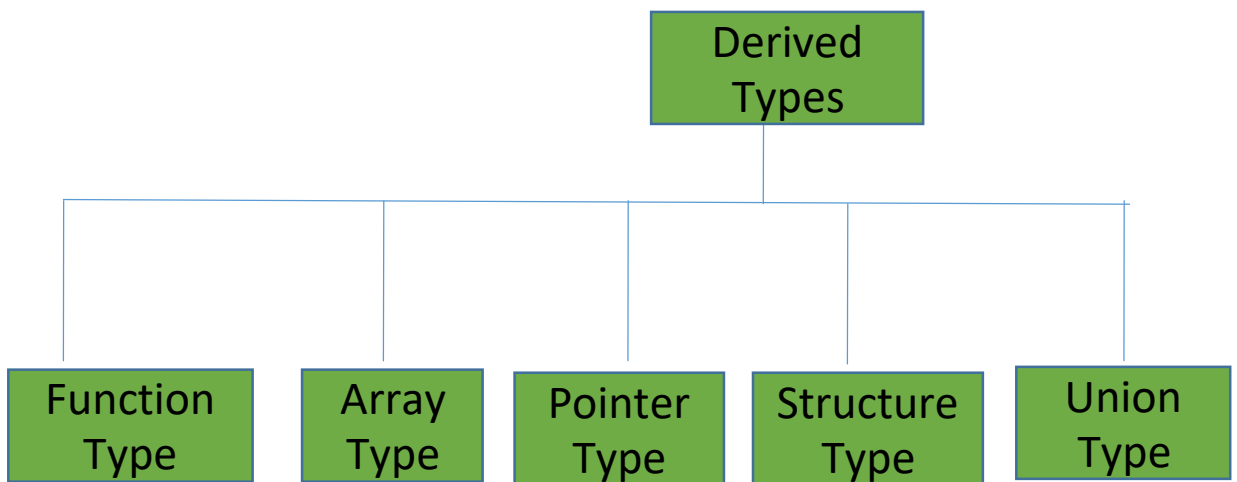 Derived
Types
Function
Type
Array
Type
Pointer
Type
Structure
Type
Union
Type